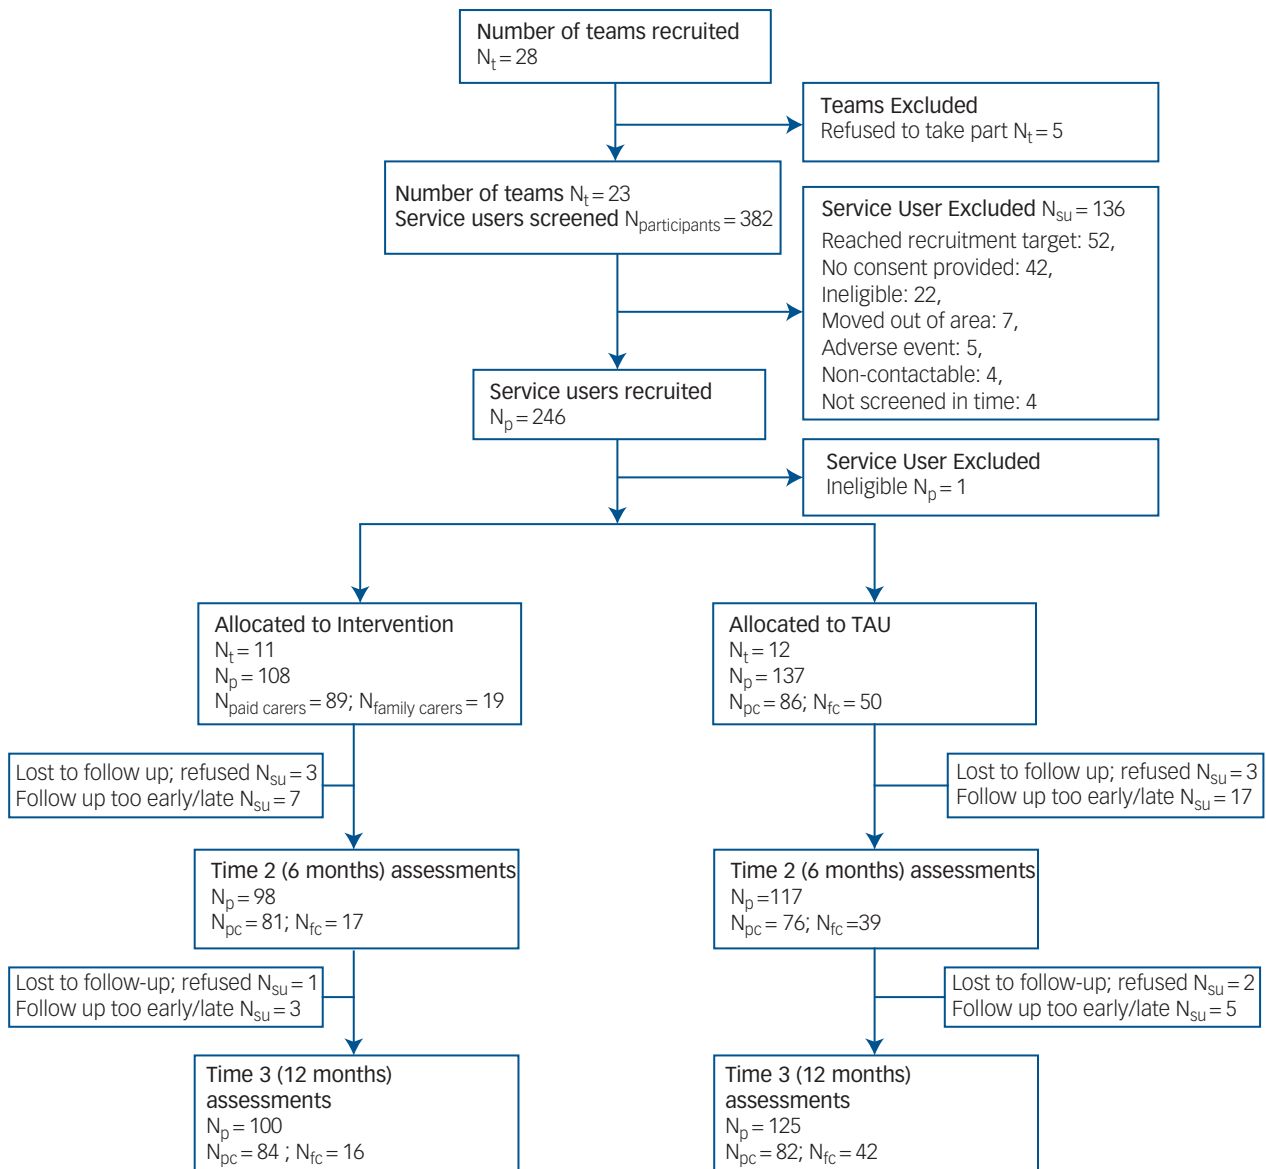 Number of teams recruited
Nt = 28
Teams Excluded
Refused to take part Nt = 5
Number of teams Nt = 23
Service users screened Nparticipants = 382
Service User Excluded Nsu = 136
Reached recruitment target: 52,
No consent provided: 42,
Ineligible: 22,
Moved out of area: 7,
Adverse event: 5,
Non-contactable: 4,
Not screened in time: 4
Service users recruited
Np = 246
Service User Excluded
Ineligible Np = 1
Allocated to Intervention
Nt = 11
Np = 108
Npaid carers = 89; Nfamily carers = 19
Allocated to TAU
Nt = 12
Np = 137
Npc = 86; Nfc = 50
Lost to follow up; refused Nsu = 3
Follow up too early/late Nsu = 7
Lost to follow up; refused Nsu = 3
Follow up too early/late Nsu = 17
Time 2 (6 months) assessments
Np = 98
Npc = 81; Nfc = 17
Time 2 (6 months) assessments
Np =117
Npc = 76; Nfc =39
Lost to follow-up; refused Nsu = 1
Follow up too early/late Nsu = 3
Lost to follow-up; refused Nsu = 2
Follow up too early/late Nsu = 5
Time 3 (12 months)
assessments
Np = 100
Npc = 84 ; Nfc = 16
Time 3 (12 months)
assessments
Np = 125
Npc = 82; Nfc = 42